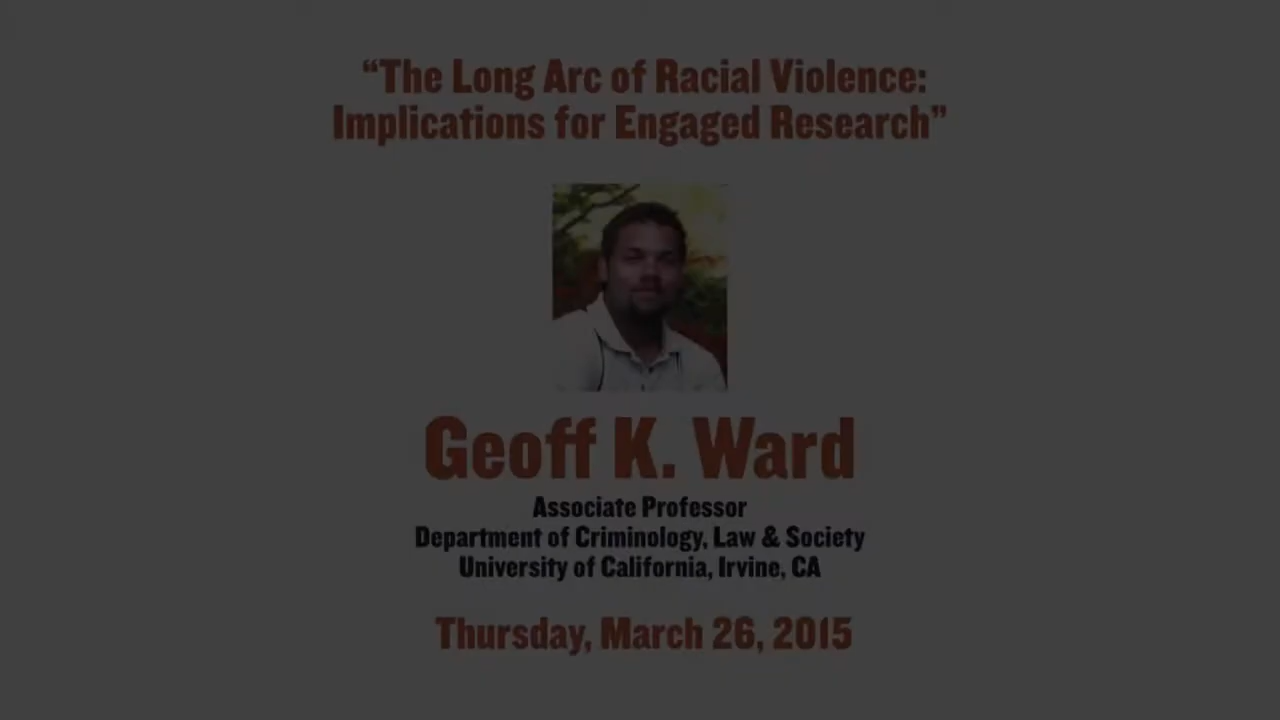 “The Long Arc of Racial Violence:
Implications for Engaged Research”
Geoff K. Ward
Associate Professor
Department of Criminology, Law & Society
University of California, Irvine, CA
Thursday, March 26, 2015